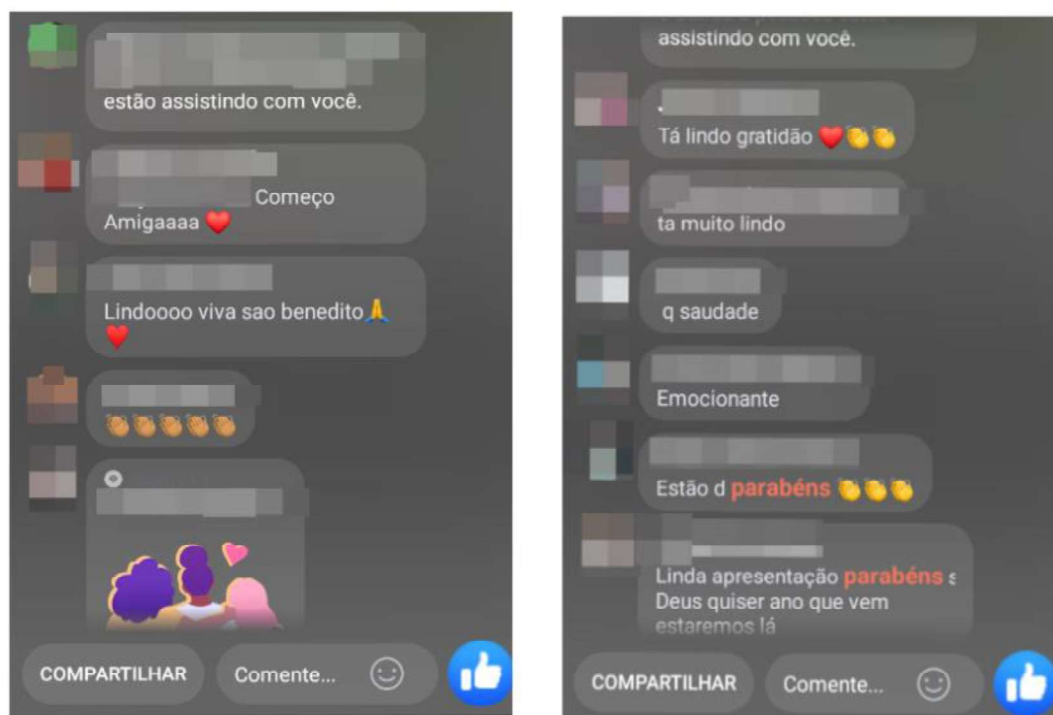 estão assistindo com você.
Começo
Amigaaaa ❤️
Lindoooo viva sao benedito🙏
❤️
👏🏽👏🏽👏🏽👏🏽👏🏽
COMPARTILHAR
Comente...
assistindo com você.
Tá lindo gratidão ❤️👏👏
ta muito lindo
q saudade
Emocionante
Estão d parabéns 👏👏👏
Linda apresentação parabéns s
Deus quiser ano que vem
estaremos lá
COMPARTILHAR
Comente...